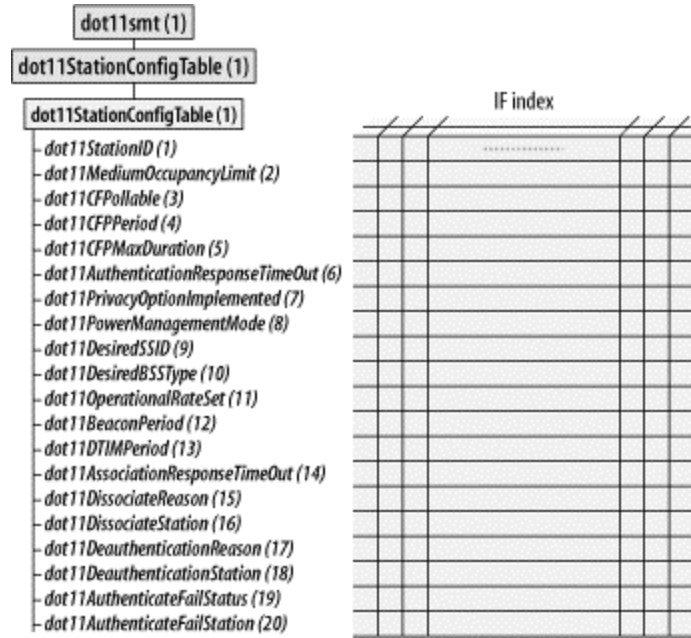 dot11smt (1)
dot11StationConfigTable (1)
dot11StationConfigTable (1)
IF index
dot11StationID (1)
dot11MediumOccupancyLimit (2)
dot11CFPollable (3)
dot11CFPPeriod (4)
dot11CFPMaxDuration (5)
dot11AuthenticationResponseTimeOut (6)
dot11PrivacyOptionImplemented (7)
dot11PowerManagementMode (8)
dot11DesiredSSID (9)
dot11DesiredBSSType (10)
dot11OperationalRateSet (11)
dot11BeaconPeriod (12)
dot11DTIMPeriod (13)
dot11AssociationResponseTimeOut (14)
dot11DissociateReason (15)
dot11DissociateStation (16)
dot11DeauthenticationReason (17)
dot11DeauthenticationStation (18)
dot11AuthenticateFailStatus (19)
dot11AuthenticateFailStation (20)